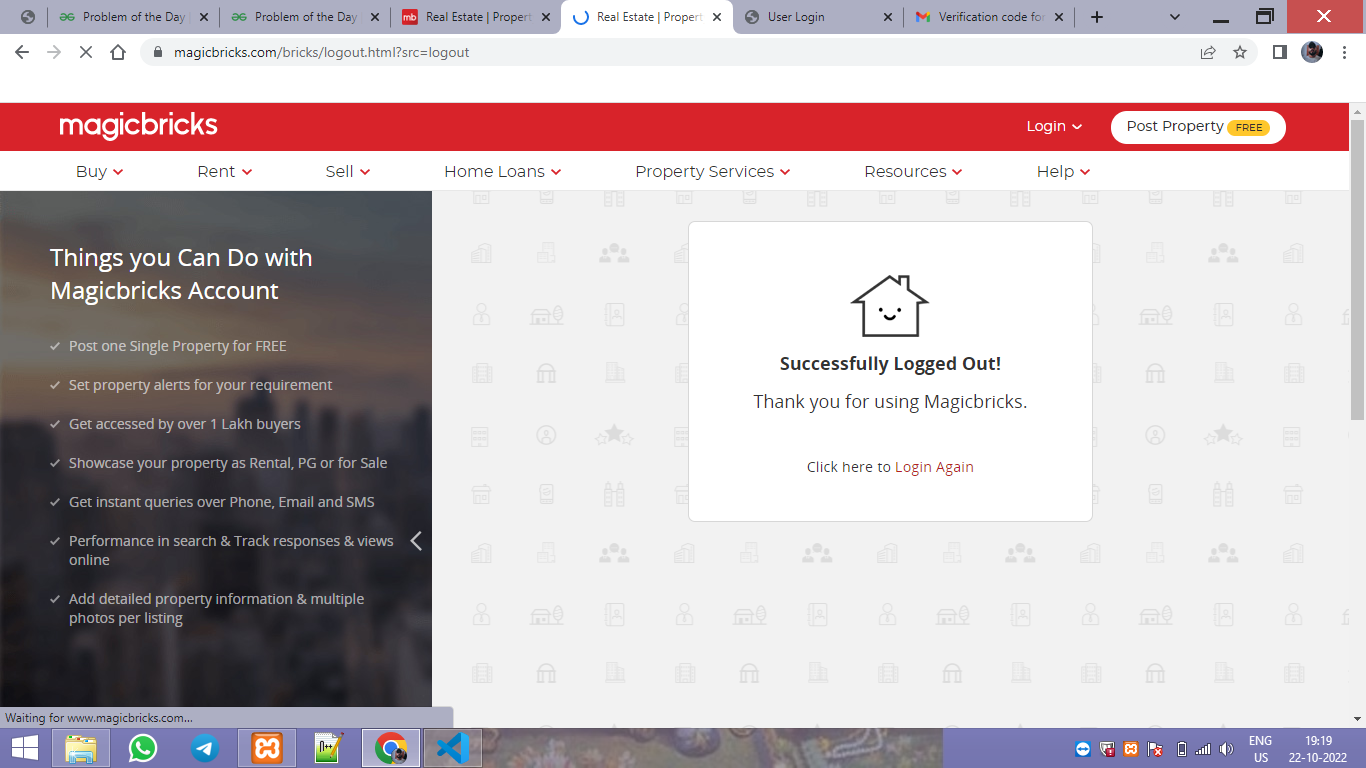 Problem of the Day
Problem of the Day
mb
Real Estate | Propert
Real Estate | Propert
User Login
Verification code for
magicbricks.com/bricks/logout.html?src=logout
magicbricks
Login
Post Property FREE
Buy
Rent
Sell
Home Loans
Property Services
Resources
Help
Things you Can Do with
Magicbricks Account
Post one Single Property for FREE
Set property alerts for your requirement
Get accessed by over 1 Lakh buyers
Showcase your property as Rental, PG or for Sale
Get instant queries over Phone, Email and SMS
Performance in search & Track responses & views
online
Add detailed property information & multiple
photos per listing
Successfully Logged Out!
Thank you for using Magicbricks.
Click here to Login Again
Waiting for www.magicbricks.com...
ENG
US
19:19
22-10-2022